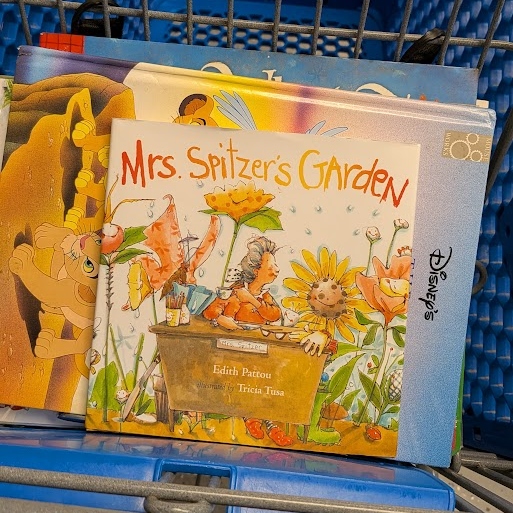 Mrs. Spitzer's Garden
Edith Pattou
illustrated by Tricia Tusa
Disney's